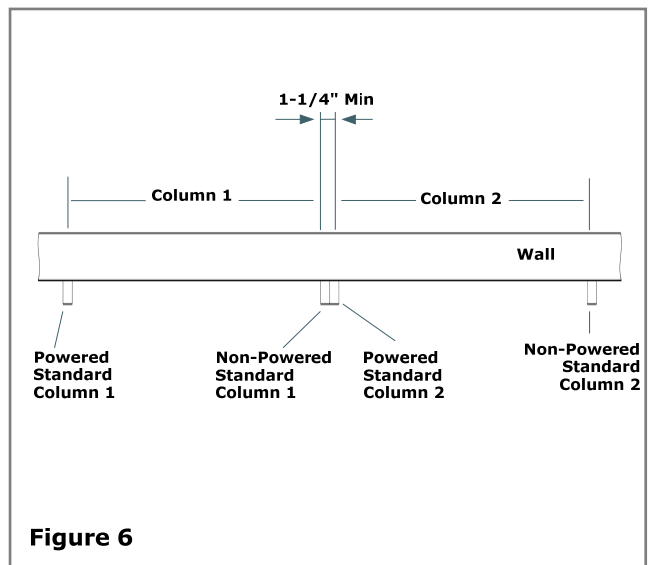 1-1/4" Min
Column 1
Column 2
Wall
Powered
Standard
Column 1
Non-Powered
Standard
Column 1
Powered
Standard
Column 2
Non-Powered
Standard
Column 2
Figure 6